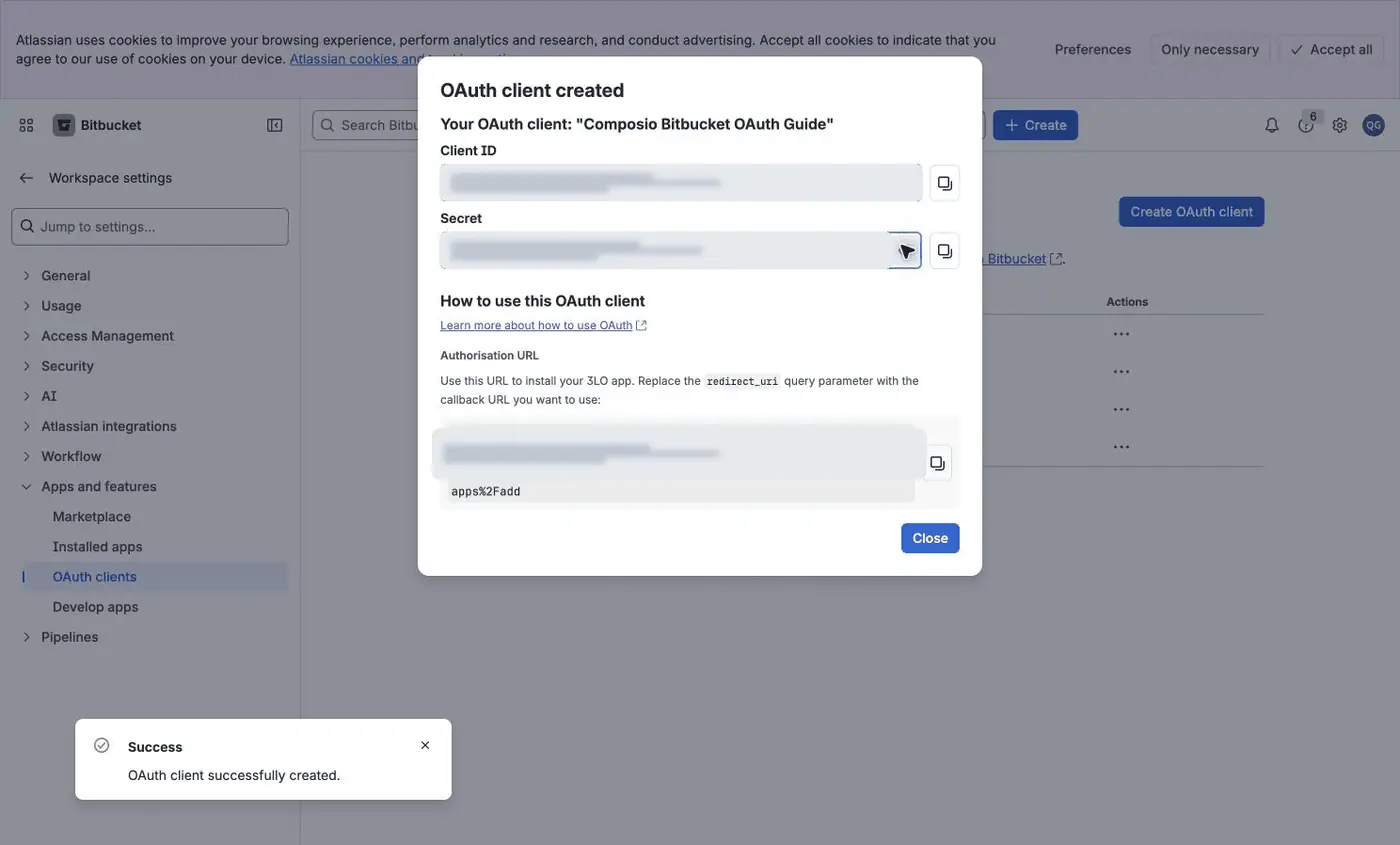 Atlassian uses cookies to improve your browsing experience, perform analytics and research, and conduct advertising. Accept all cookies to indicate that you
agree to our use of cookies on your device. Atlassian cookies and
Preferences
Only necessary
Accept all
Bitbucket
Search Bitbu
Create
6
QG
Workspace settings
Jump to settings...
General
Usage
Access Management
Security
AI
Atlassian integrations
Workflow
Apps and features
Marketplace
Installed apps
OAuth clients
Develop apps
Pipelines
Create OAuth client
Bitbucket.
Actions
OAuth client created
Your OAuth client: "Composio Bitbucket OAuth Guide"
Client ID
Secret
How to use this OAuth client
Learn more about how to use OAuth
Authorisation URL
Use this URL to install your 3LO app. Replace the redirect_uri query parameter with the
callback URL you want to use:
apps%2Fadd
Close
Success
OAuth client successfully created.